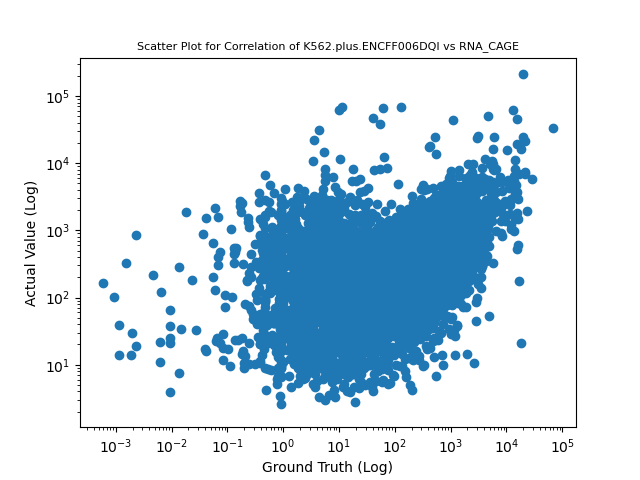 Scatter Plot for Correlation of K562.plus.ENCFF006DQI vs RNA_CAGE
Actual Value (Log)
10⁵
10⁴
10³
10²
10¹
10⁻³ 10⁻² 10⁻¹ 10⁰ 10¹ 10² 10³ 10⁴ 10⁵
Ground Truth (Log)